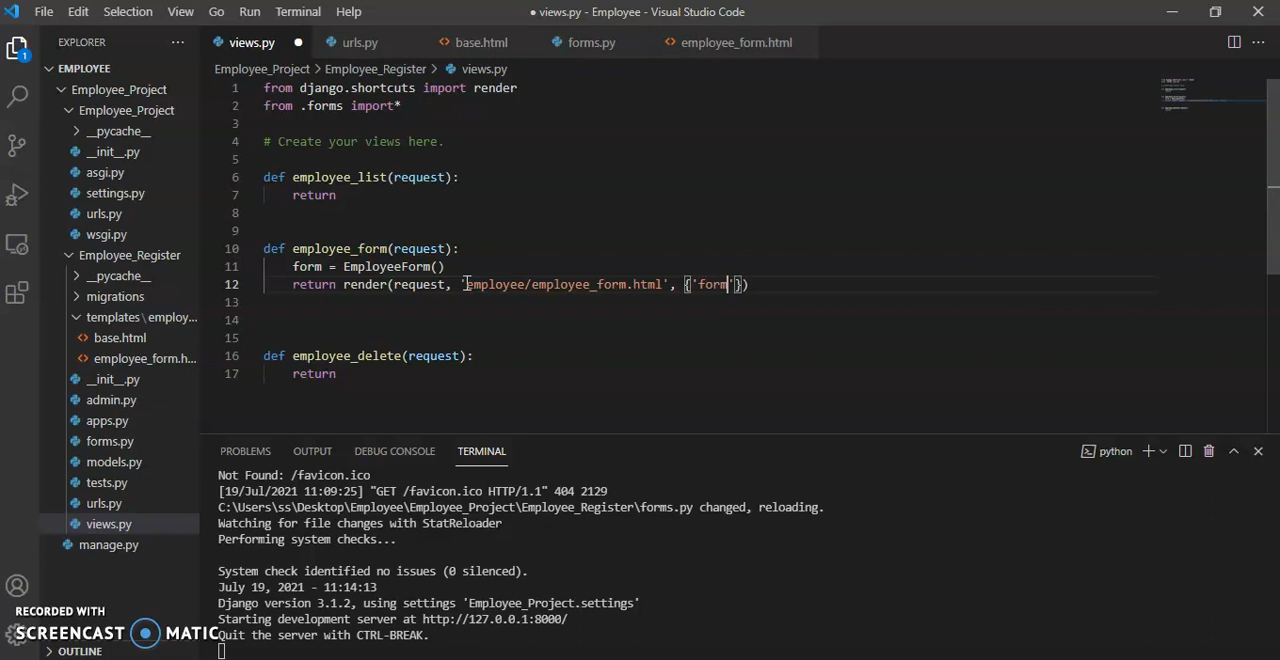 File Edit Selection View Go Run Terminal Help
● views.py - Employee - Visual Studio Code
EXPLORER ...
views.py ● urls.py base.html forms.py employee_form.html
1
EMPLOYEE
Employee_Project
Employee_Project
__pycache__
__init__.py
asgi.py
settings.py
urls.py
wsgi.py
Employee_Register
__pycache__
migrations
templates\employ...
base.html
employee_form.h...
__init__.py
admin.py
apps.py
forms.py
models.py
tests.py
urls.py
views.py
manage.py
OUTLINE
Employee_Project > Employee_Register > views.py
1 from django.shortcuts import render
2 from .forms import*
3
4 # Create your views here.
5
6 def employee_list(request):
7 return
8
9
10 def employee_form(request):
11 form = EmployeeForm()
12 return render(request, 'employee/employee_form.html', {'form'})
13
14
15
16 def employee_delete(request):
17 return
PROBLEMS OUTPUT DEBUG CONSOLE TERMINAL
python
Not Found: /favicon.ico
[19/Jul/2021 11:09:25] "GET /favicon.ico HTTP/1.1" 404 2129
C:\Users\ss\Desktop\Employee\Employee_Project\Employee_Register\forms.py changed, reloading.
Watching for file changes with StatReloader
Performing system checks...
System check identified no issues (0 silenced).
July 19, 2021 - 11:14:13
Django version 3.1.2, using settings 'Employee_Project.settings'
Starting development server at http://127.0.0.1:8000/
Quit the server with CTRL-BREAK.
RECORDED WITH
SCREENCAST MATIC